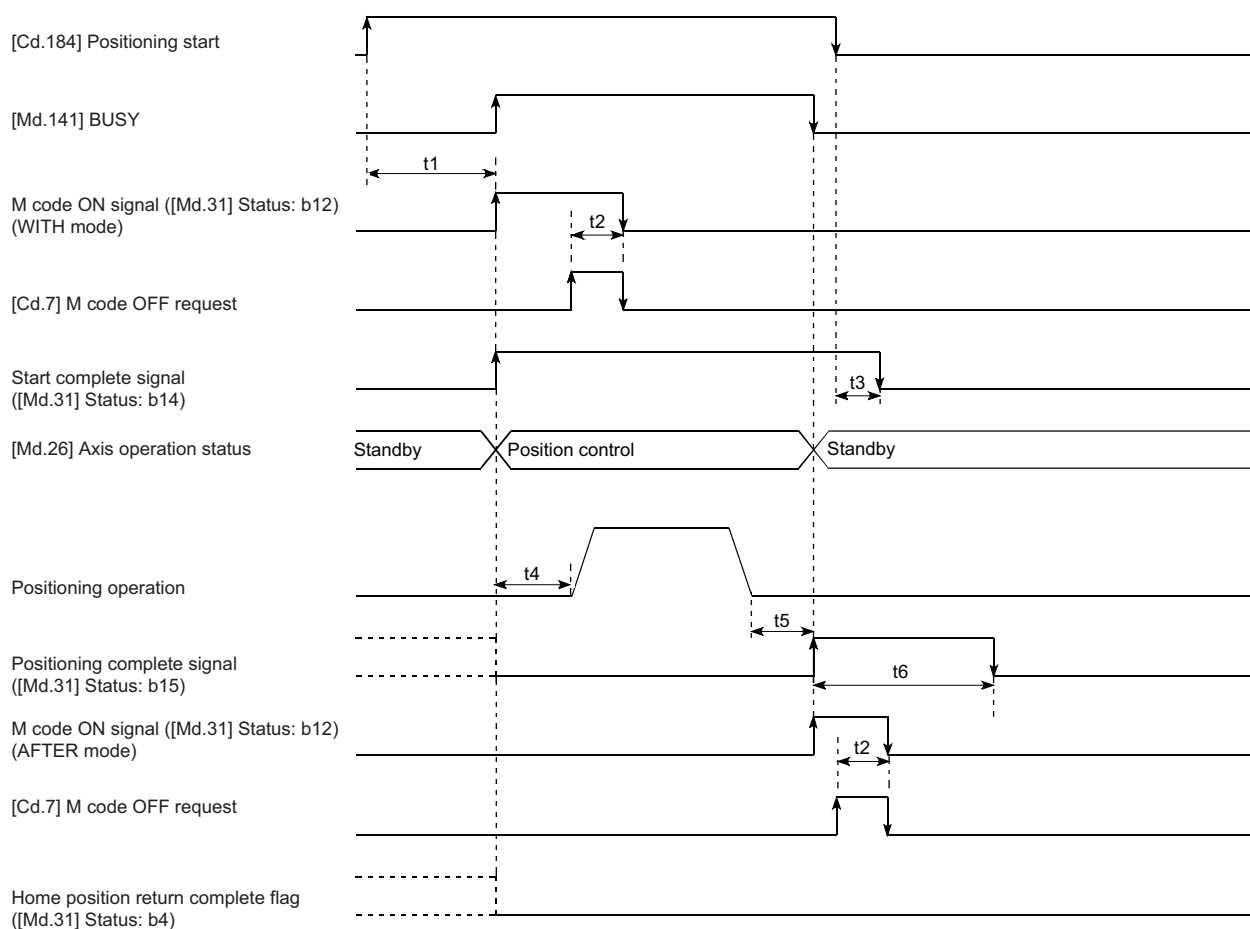 [Cd.184] Positioning start
[Md.141] BUSY
t1
M code ON signal ([Md.31] Status: b12)
(WITH mode)
t2
[Cd.7] M code OFF request
Start complete signal
([Md.31] Status: b14)
t3
[Md.26] Axis operation status
Standby
Position control
Standby
t4
Positioning operation
t5
Positioning complete signal
([Md.31] Status: b15)
t6
M code ON signal ([Md.31] Status: b12)
(AFTER mode)
t2
[Cd.7] M code OFF request
Home position return complete flag
([Md.31] Status: b4)